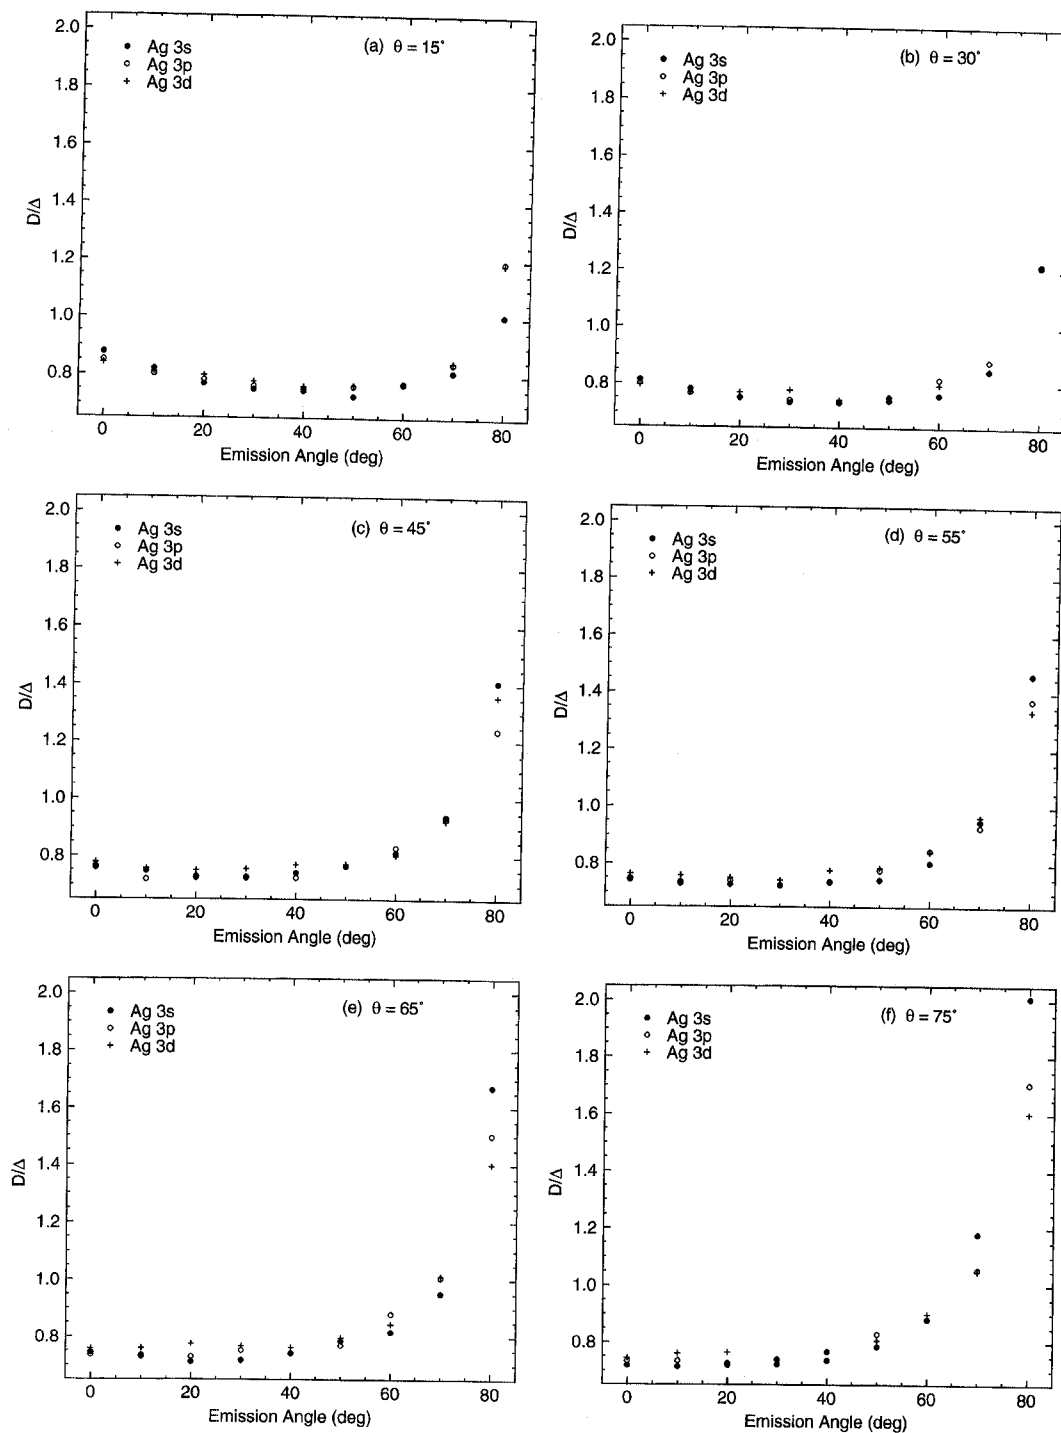 (a) θ = 15°
Ag 3s
Ag 3p
Ag 3d
2.0
1.8
1.6
1.4
1.2
1.0
0.8
D/Δ
0 20 40 60 80
Emission Angle (deg)
(b) θ = 30°
Ag 3s
Ag 3p
Ag 3d
2.0
1.8
1.6
1.4
1.2
1.0
0.8
D/Δ
0 20 40 60 80
Emission Angle (deg)
(c) θ = 45°
Ag 3s
Ag 3p
Ag 3d
2.0
1.8
1.6
1.4
1.2
1.0
0.8
D/Δ
0 20 40 60 80
Emission Angle (deg)
(d) θ = 55°
Ag 3s
Ag 3p
Ag 3d
2.0
1.8
1.6
1.4
1.2
1.0
0.8
D/Δ
0 20 40 60 80
Emission Angle (deg)
(e) θ = 65°
Ag 3s
Ag 3p
Ag 3d
2.0
1.8
1.6
1.4
1.2
1.0
0.8
D/Δ
0 20 40 60 80
Emission Angle (deg)
(f) θ = 75°
Ag 3s
Ag 3p
Ag 3d
2.0
1.8
1.6
1.4
1.2
1.0
0.8
D/Δ
0 20 40 60 80
Emission Angle (deg)